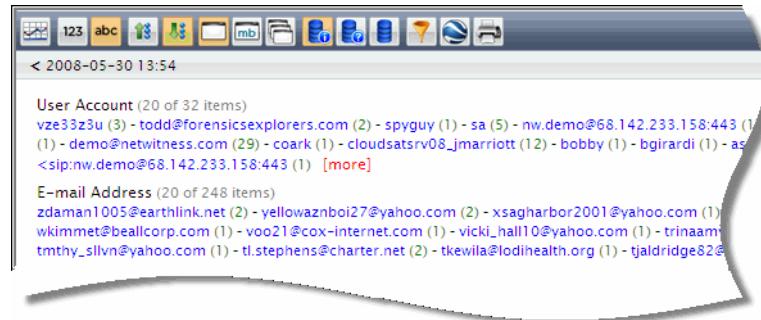 123 abc mb
< 2008-05-30 13:54
User Account (20 of 32 items)
vze33z3u (3) - todd@forensicsexplorers.com (2) - spyguy (1) - sa (5) - nw.demo@68.142.233.158:443
(1) - demo@netwitness.com (29) - coark (1) - cloudsatsrv08_jmarriott (12) - bobby (1) - bgirardi (1) -
<sip:nw.demo@68.142.233.158:443 (1) [more]
E-mail Address (20 of 248 items)
zdaman1005@earthlink.net (2) - yellowaznboi27@yahoo.com (2) - xsagharbor2001@yahoo.com (1)
wkimmet@beallcorp.com (1) - voo21@cox-internet.com (1) - vicki_hall10@yahoo.com (1) -
tmthy_sllvn@yahoo.com (1) - tl.stephens@charter.net (2) - tkewila@lodihealth.org (1) - tjaldridge82@